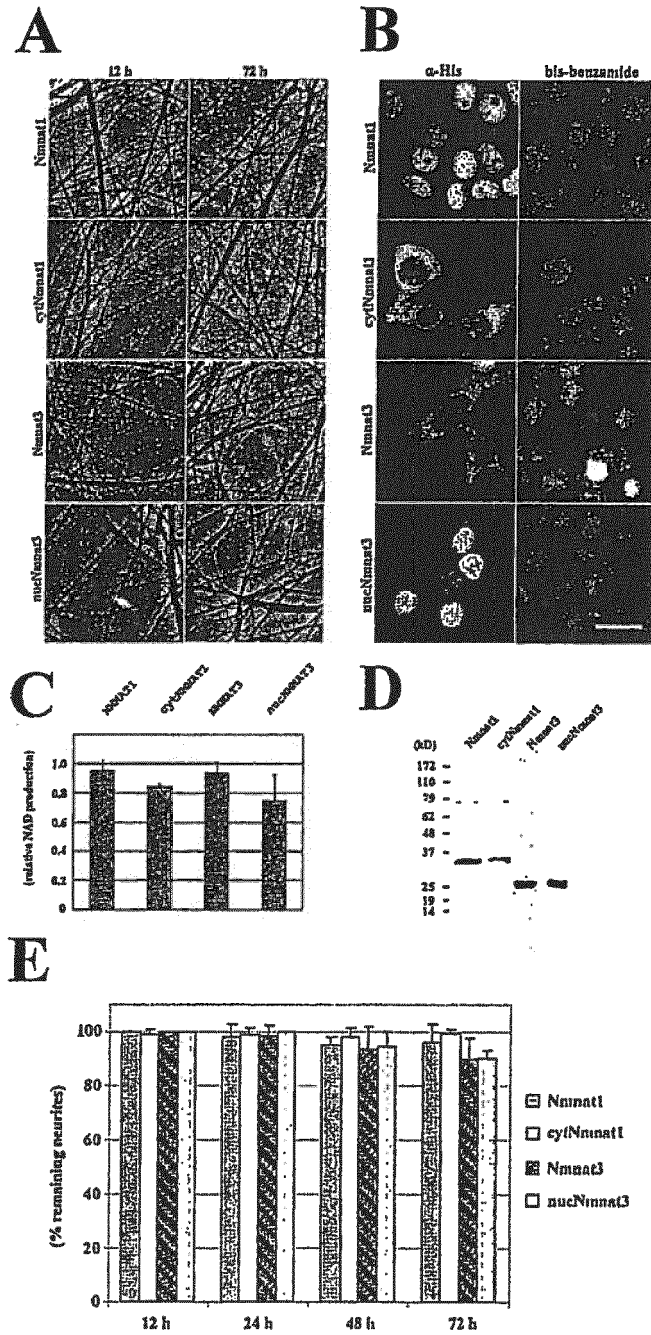 A
12 h 72 h
Nmnat1
cytNmnat1
Nmnat3
nucNmnat3
B
α-His bis-benzamide
Nmnat1
cytNmnat1
Nmnat3
nucNmnat3
C
NMNAT3
nucNMNAT3
(relative NAD production)
1.0
0.8
0.6
0.4
0.2
0
D
Nmnat1 cytNmnat1 Nmnat3 nucNmnat3
(kD)
172
110
79
62
48
37
25
19
14
E
(% remaining neurites)
100
80
60
40
20
0
12 h 24 h 48 h 72 h
Nmnat1
cytNmnat1
Nmnat3
nucNmnat3